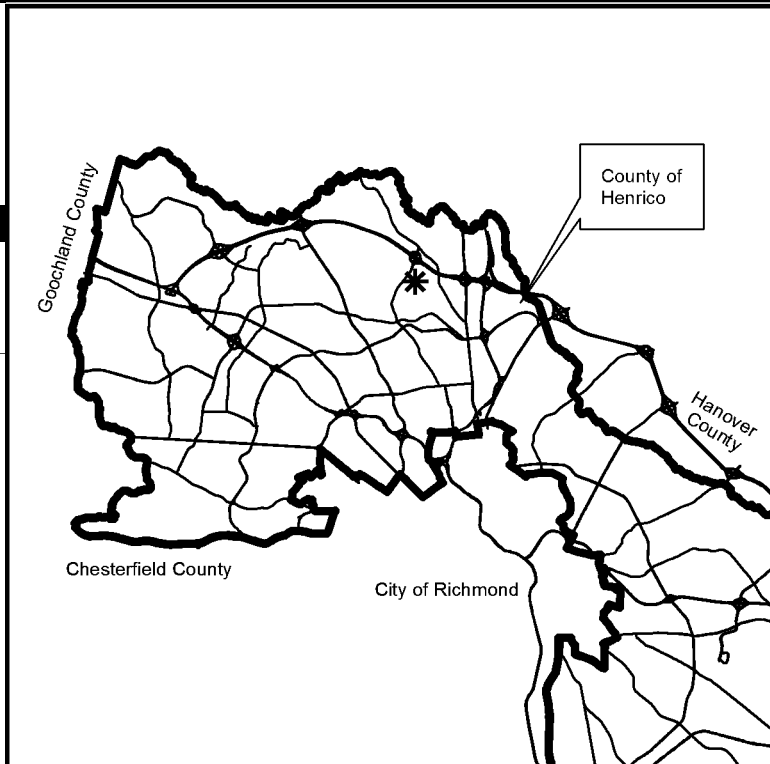 County of
Henrico
Goochland County
Hanover
County
Chesterfield County
City of Richmond